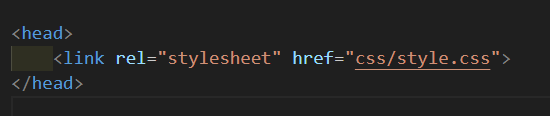 <head>
<link rel="stylesheet" href="css/style.css">
</head>